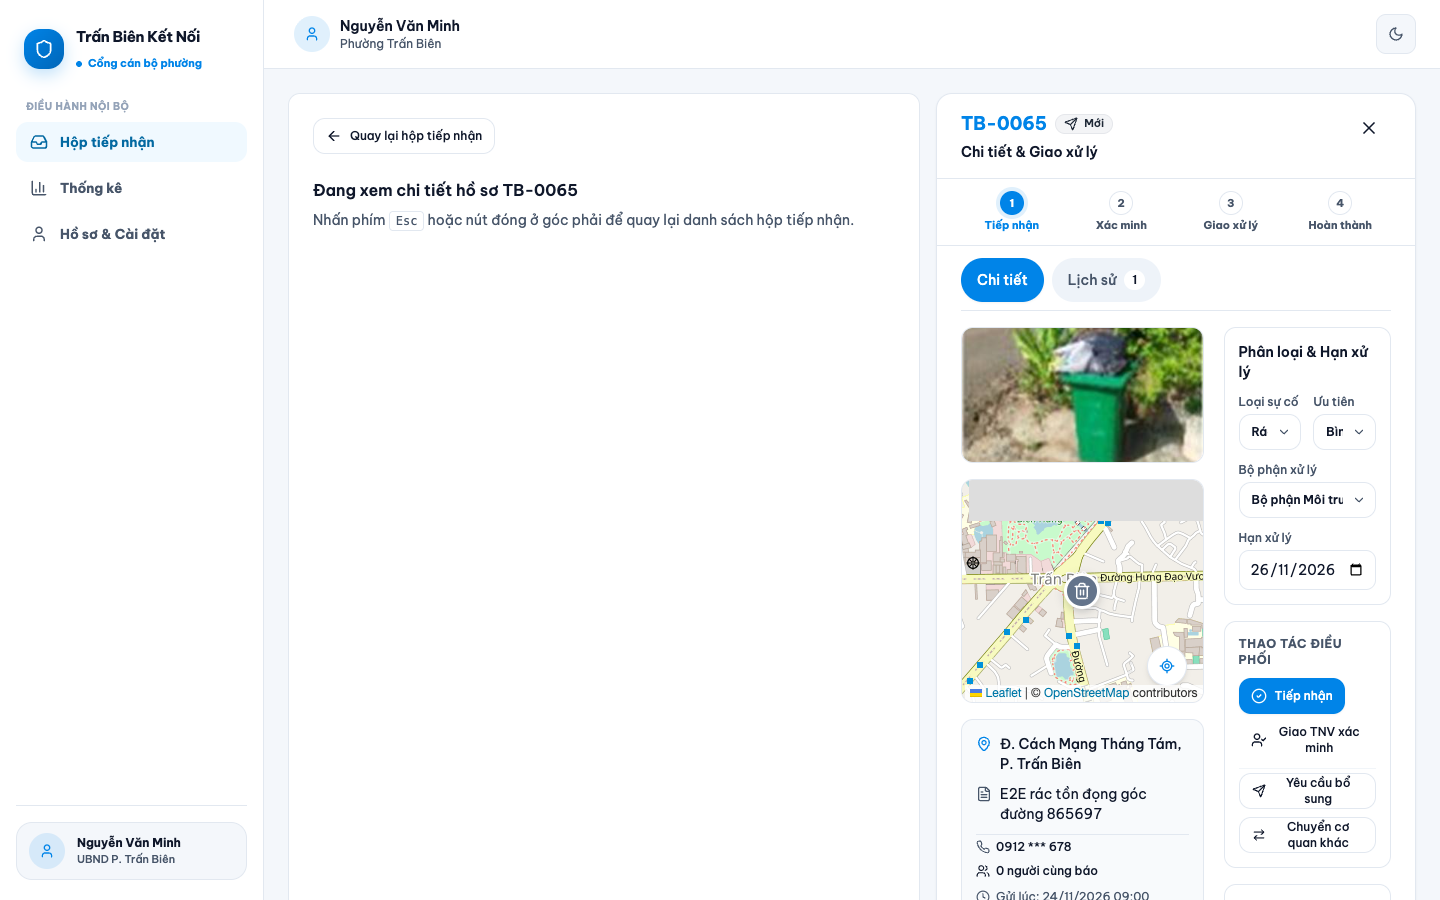 Trấn Biên Kết Nối
Cổng cán bộ phường
ĐIỀU HÀNH NỘI BỘ
Hộp tiếp nhận
Thống kê
Hồ sơ & Cài đặt
Nguyễn Văn Minh
UBND P. Trấn Biên
Nguyễn Văn Minh
Phường Trấn Biên
Quay lại hộp tiếp nhận
Đang xem chi tiết hồ sơ TB-0065
Nhấn phím Esc hoặc nút đóng ở góc phải để quay lại danh sách hộp tiếp nhận.
TB-0065 Mới
Chi tiết & Giao xử lý
1 2 3 4
Tiếp nhận Xác minh Giao xử lý Hoàn thành
Chi tiết Lịch sử 1
Đường Hưng Đạo Vươ
Đường
Leaflet | © OpenStreetMap contributors
Đ. Cách Mạng Tháng Tám,
P. Trấn Biên
E2E rác tồn đọng góc
đường 865697
0912 *** 678
0 người cùng báo
Gửi lúc: 24/11/2026 09:00
Phân loại & Hạn xử
lý
Loại sự cố Ưu tiên
Rá Bìr
Bộ phận xử lý
Bộ phận Môi trư
Hạn xử lý
26/11/2026
THAO TÁC ĐIỀU
PHỐI
Tiếp nhận
Giao TNV xác
minh
Yêu cầu bổ
sung
Chuyển cơ
quan khác